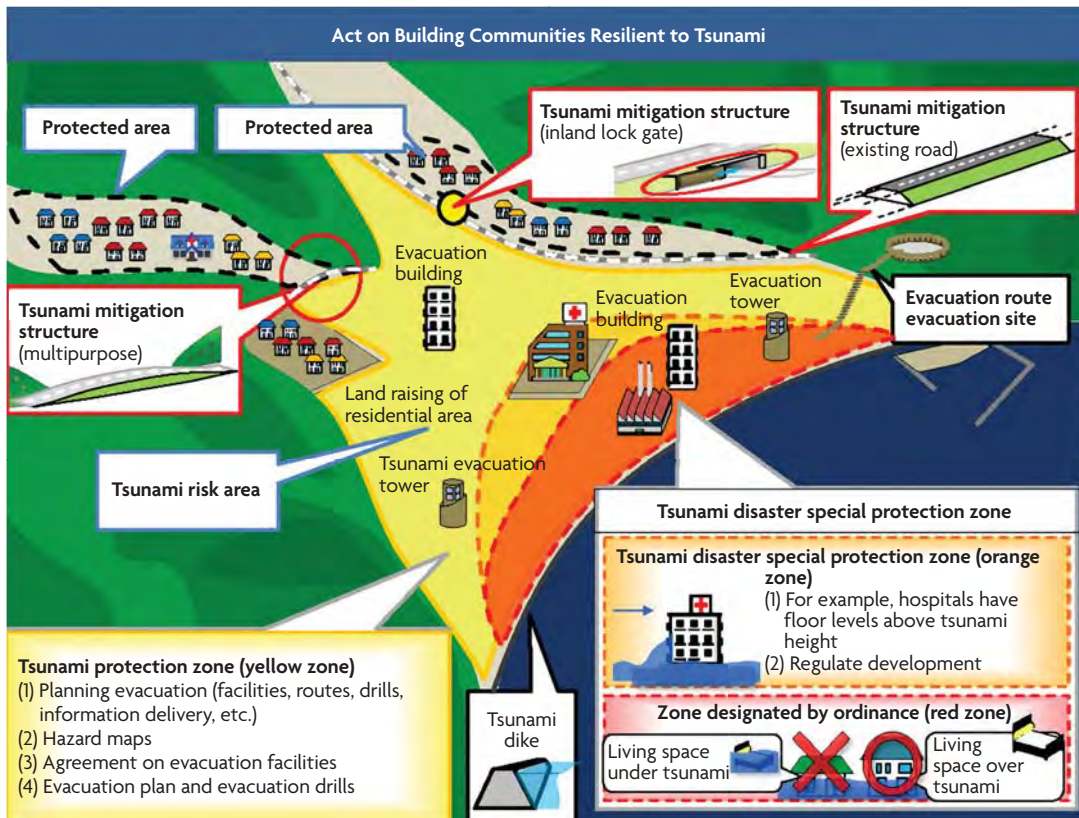 Act on Building Communities Resilient to Tsunami
Protected area
Protected area
Tsunami mitigation structure
(inland lock gate)
Tsunami mitigation
structure
(existing road)
Evacuation
building
Evacuation
building
Evacuation
tower
Evacuation route
evacuation site
Tsunami mitigation
structure
(multipurpose)
Land raising of
residential area
Tsunami risk area
Tsunami evacuation
tower
Tsunami disaster special protection zone
Tsunami disaster special protection zone (orange
zone)
(1) For example, hospitals have
floor levels above tsunami
height
(2) Regulate development
Zone designated by ordinance (red zone)
Living space
under tsunami
Living
space over
tsunami
Tsunami protection zone (yellow zone)
(1) Planning evacuation (facilities, routes, drills,
information delivery, etc.)
(2) Hazard maps
(3) Agreement on evacuation facilities
(4) Evacuation plan and evacuation drills
Tsunami
dike